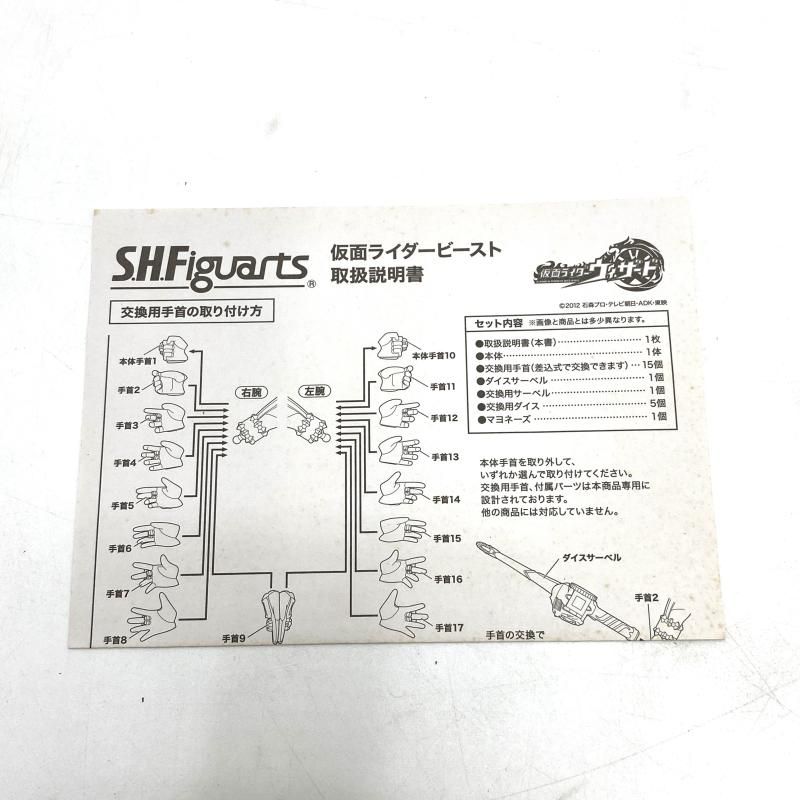 S.H.Figuarts®
仮面ライダービースト
取扱説明書
仮面ライダーウィザード
©2012 石森プロ・テレビ朝日・ADK・東映
交換用手首の取り付け方
本体手首1
手首2
手首3
手首4
手首5
手首6
手首7
手首8
右腕
左腕
手首9
本体手首10
手首11
手首12
手首13
手首14
手首15
手首16
手首17
セット内容 ※画像と商品とは多少異なります。
●取扱説明書(本書)………………………1枚
●本体………………………………………1体
●交換用手首(差込式で交換できます)…15個
●ダイスサーベル…………………………1個
●交換用サーベル…………………………1個
●交換用ダイス……………………………5個
●マヨネーズ………………………………1個
本体手首を取り外して、
いずれか選んで取り付けてください。
交換用手首、付属パーツは本商品専用に
設計されております。
他の商品には対応していません。
ダイスサーベル
手首2
手首の交換で